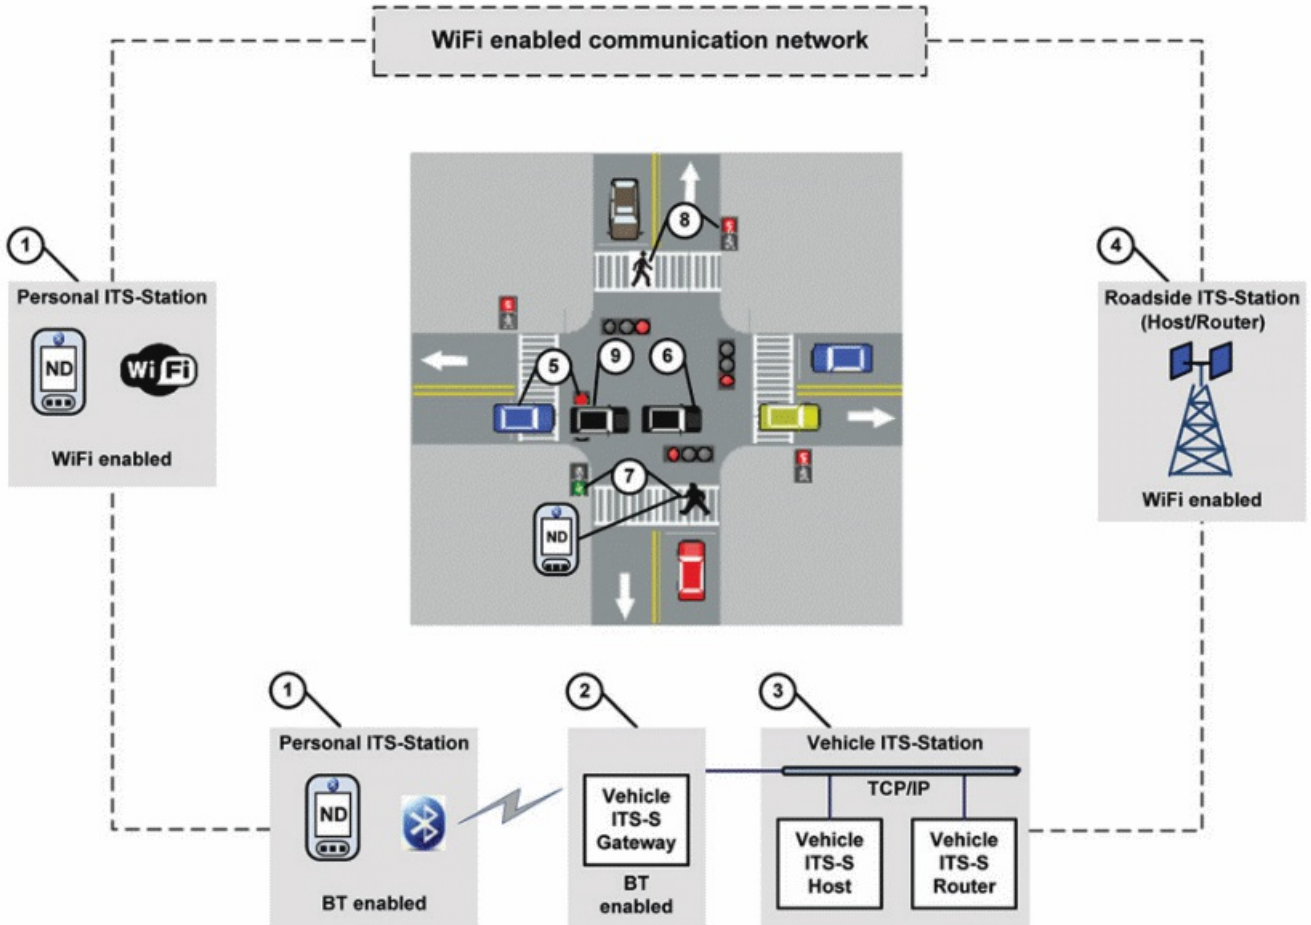 WiFi enabled communication network
1
Personal ITS-Station
ND
WiFi
WiFi enabled
8
5
9
6
7
ND
4
Roadside ITS-Station
(Host/Router)
WiFi enabled
1
Personal ITS-Station
ND
BT enabled
2
Vehicle
ITS-S
Gateway
BT
enabled
3
Vehicle ITS-Station
TCP/IP
Vehicle
ITS-S
Host
Vehicle
ITS-S
Router